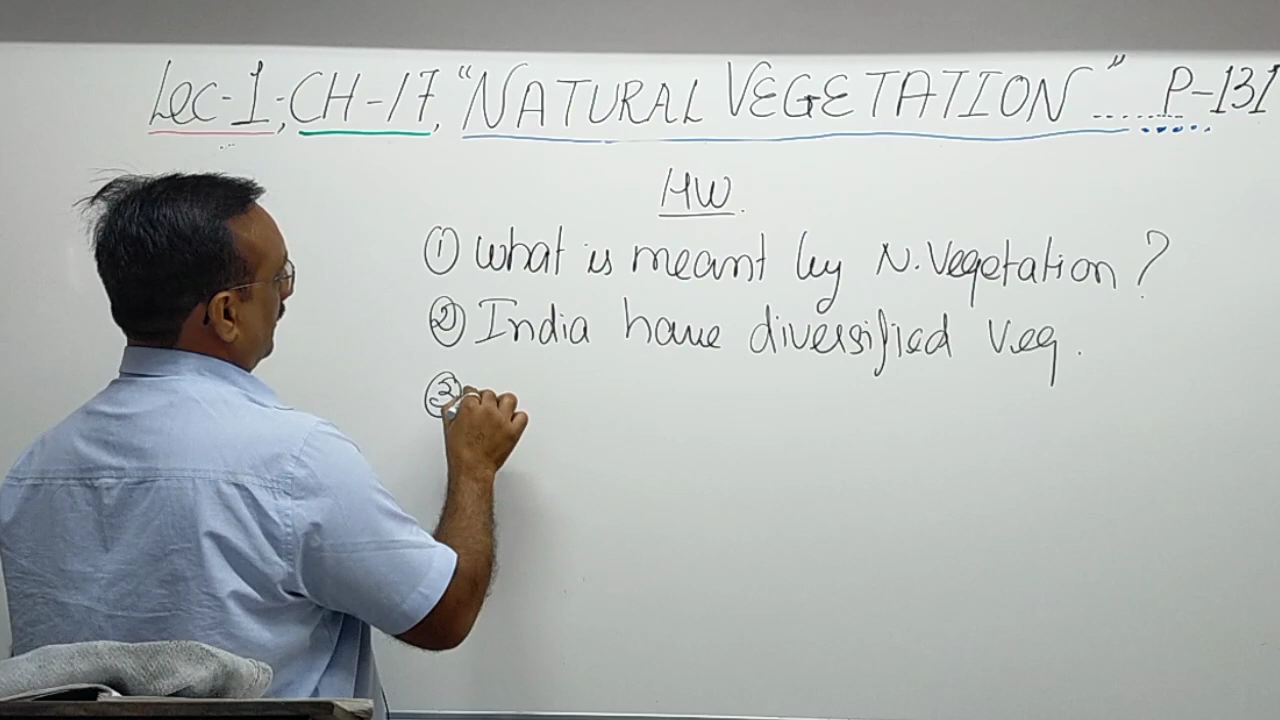 Lec-1, CH-17, "NATURAL VEGETATION" ........ P-131
HW.
① What is meant by N. Vegetation?
② India have diversified Veg.
③